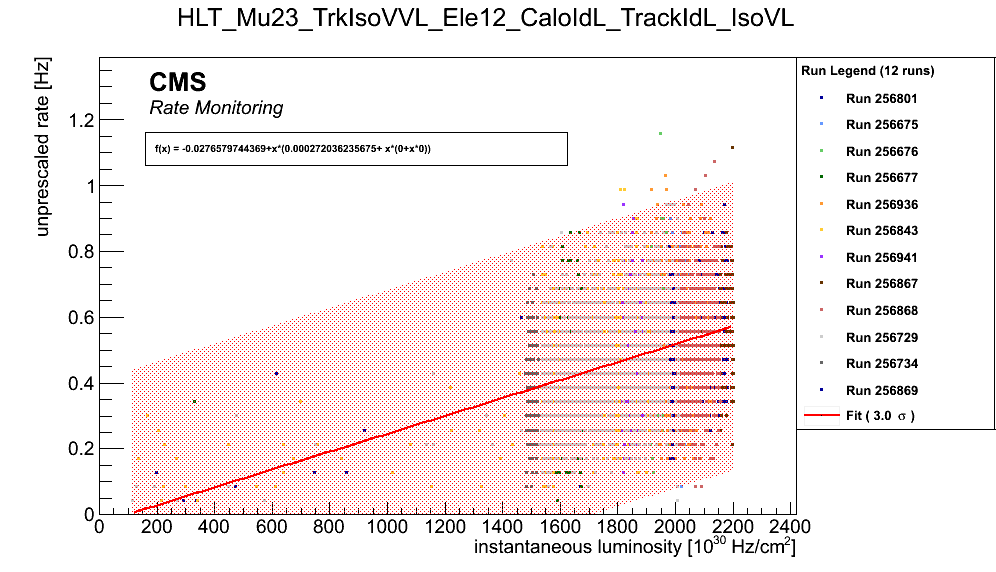 HLT_Mu23_TrkIsoVVL_Ele12_CaloIdL_TrackIdL_IsoVL
CMS
Rate Monitoring
f(x) = -0.0276579744369+x*(0.000272036235675+ x*(0+x*0))
unprescaled rate [Hz]
1.2
1
0.8
0.6
0.4
0.2
0
0 200 400 600 800 1000 1200 1400 1600 1800 2000 2200 2400
instantaneous luminosity [10^30 Hz/cm^2]
Run Legend (12 runs)
Run 256801
Run 256675
Run 256676
Run 256677
Run 256936
Run 256843
Run 256941
Run 256867
Run 256868
Run 256729
Run 256734
Run 256869
Fit ( 3.0 σ )